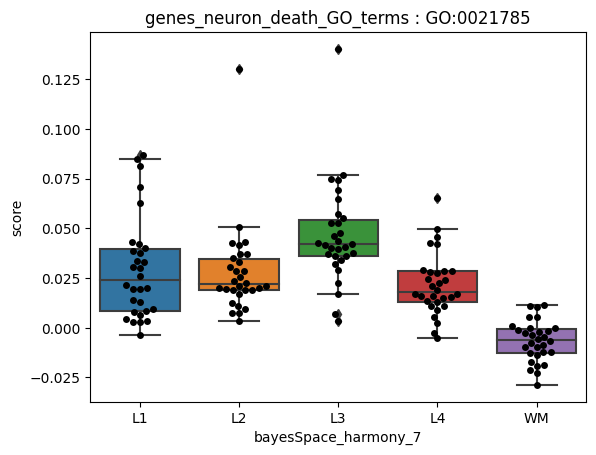 genes_neuron_death_GO_terms : GO:0021785
score
0.125
0.100
0.075
0.050
0.025
0.000
−0.025
L1
L2
L3
L4
WM
bayesSpace_harmony_7